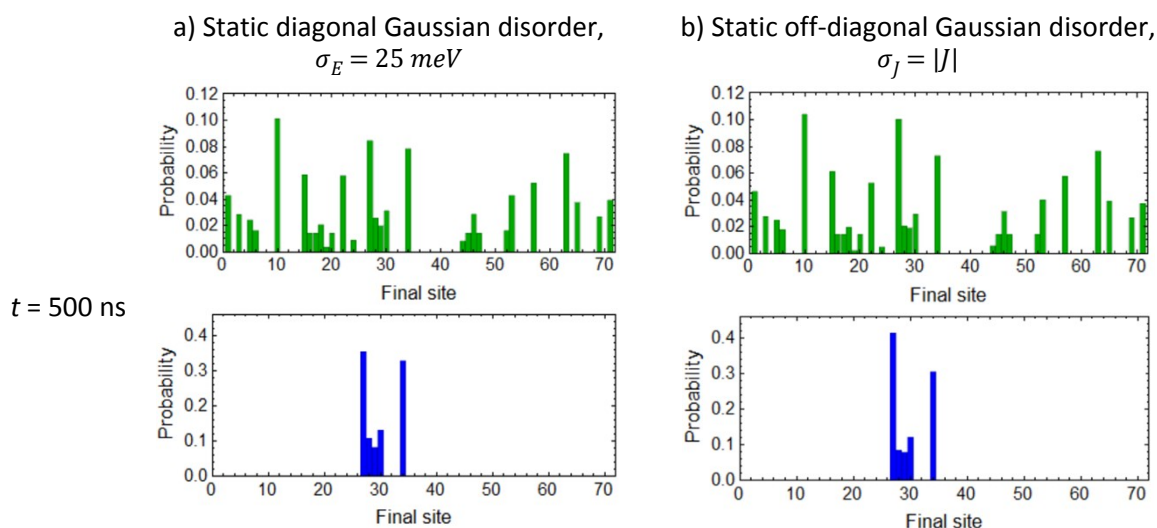 a) Static diagonal Gaussian disorder,
σ_E = 25 meV
b) Static off-diagonal Gaussian disorder,
σ_J = |J|
0.12
0.10
0.08
0.06
0.04
0.02
0.00
Probability
0 10 20 30 40 50 60 70
Final site
0.12
0.10
0.08
0.06
0.04
0.02
0.00
Probability
0 10 20 30 40 50 60 70
Final site
t = 500 ns
0.4
0.3
0.2
0.1
0.0
Probability
0 10 20 30 40 50 60 70
Final site
0.4
0.3
0.2
0.1
0.0
Probability
0 10 20 30 40 50 60 70
Final site